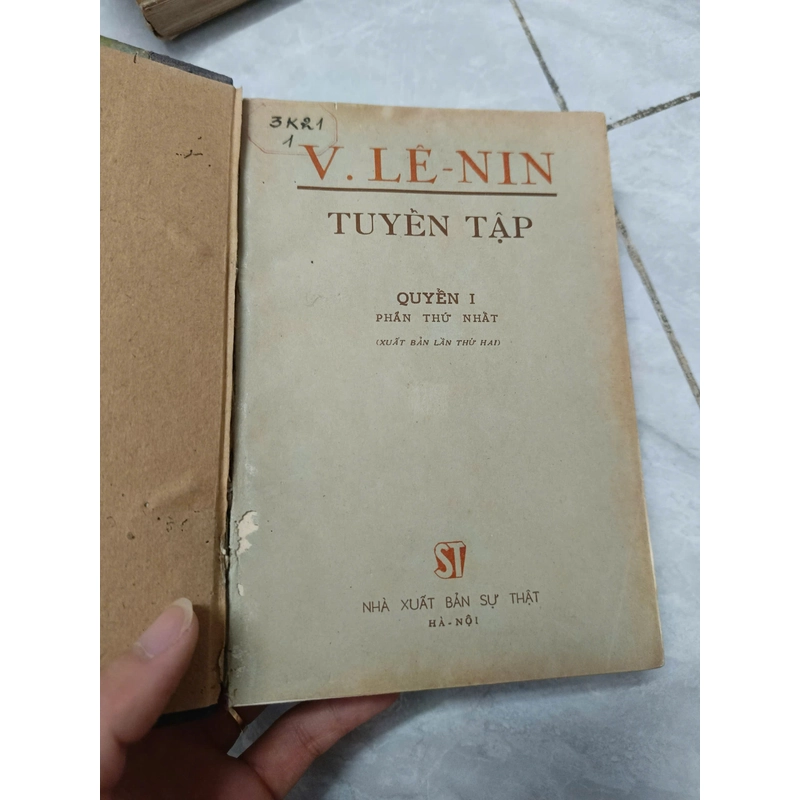 3K21
1
V. LÊ-NIN
TUYỂN TẬP
QUYỂN I
PHẦN THỨ NHẤT
(XUẤT BẢN LẦN THỨ HAI)
ST
NHÀ XUẤT BẢN SỰ THẬT
HÀ-NỘI